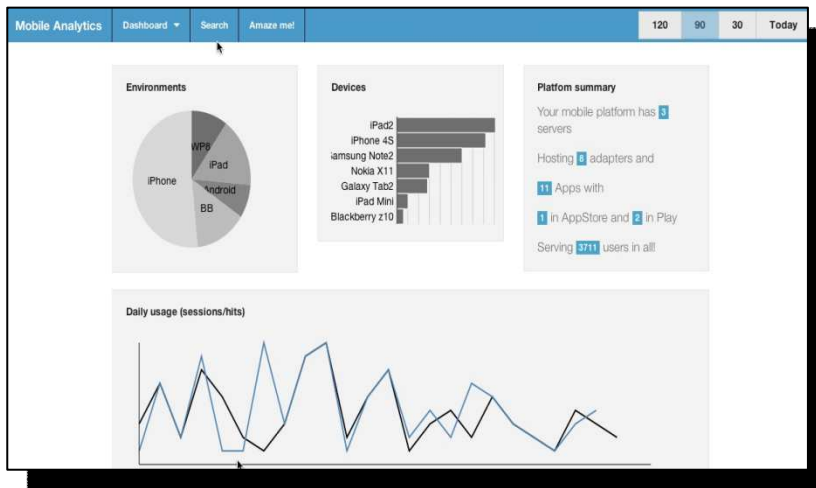 Mobile Analytics Dashboard Search Amaze me! 120 90 30 Today
Environments
WP8
iPad
iPhone
Android
BB
Devices
iPad2
iPhone 4S
iamsung Note2
Nokia X11
Galaxy Tab2
iPad Mini
Blackberry z10
Platfom summary
Your mobile platform has 3
servers
Hosting 8 adapters and
11 Apps with
1 in AppStore and 2 in Play
Serving 3711 users in all!
Daily usage (sessions/hits)